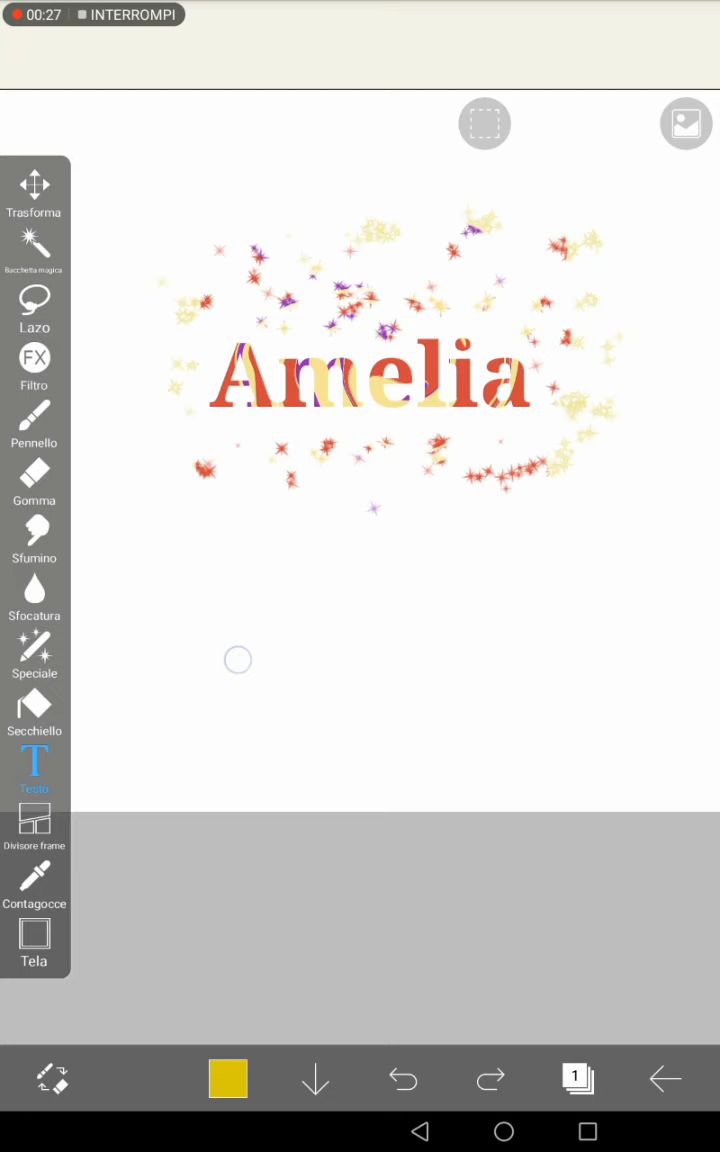 00:27 INTERROMPI
Trasforma
Bacchetta magica
Lazo
FX
Filtro
Amelia
Pennello
Gomma
Sfumino
Sfocatura
Speciale
Secchiello
T
Testo
Divisore frame
Contagocce
Tela
1